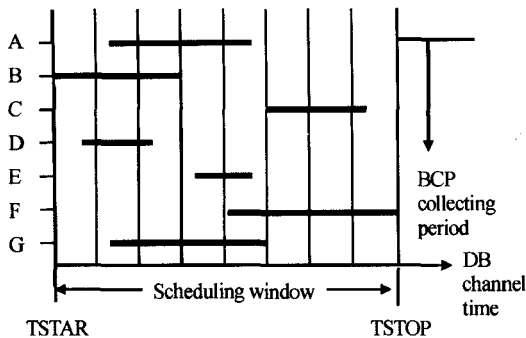 A
B
C
D
E
F
G
BCP
collecting
period
DB
channel
time
Scheduling window
TSTAR
TSTOP